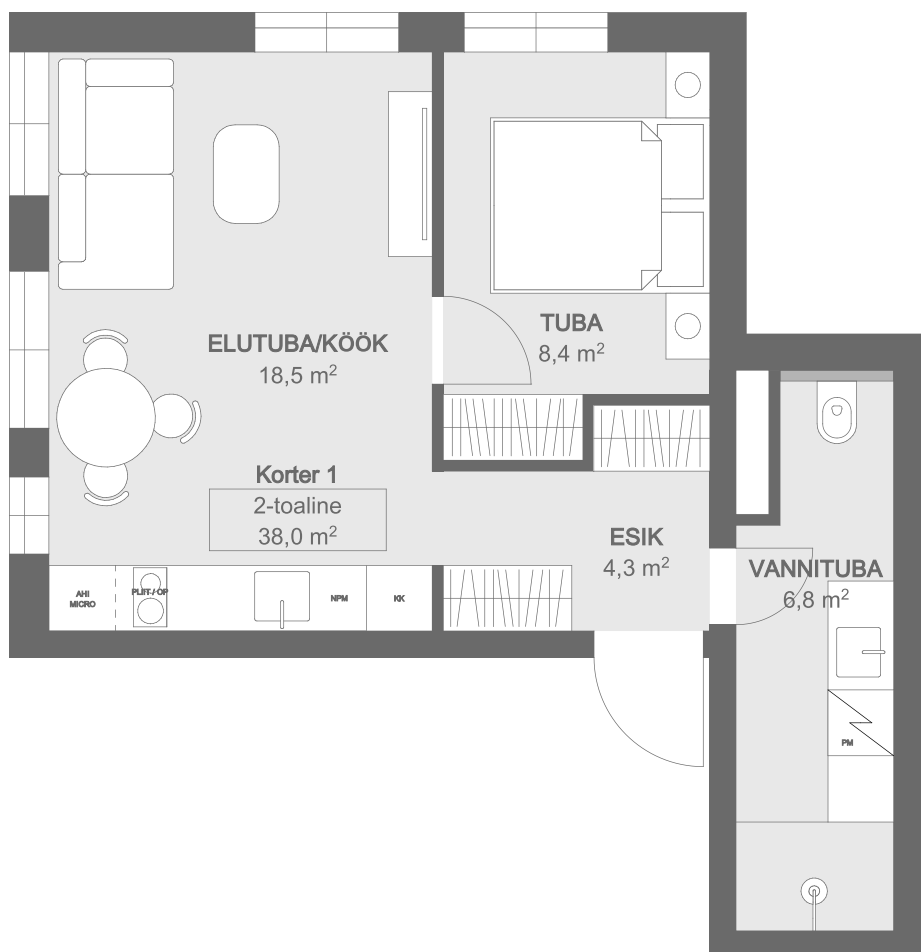 TUBA
8,4 m²
ELUTUBA/KÖÖK
18,5 m²
Korter 1
2-toaline
38,0 m²
ESIK
4,3 m²
VANNITUBA
6,8 m²
AHI
MICRO
PLIIT./ÕP
NPM
KK
PM